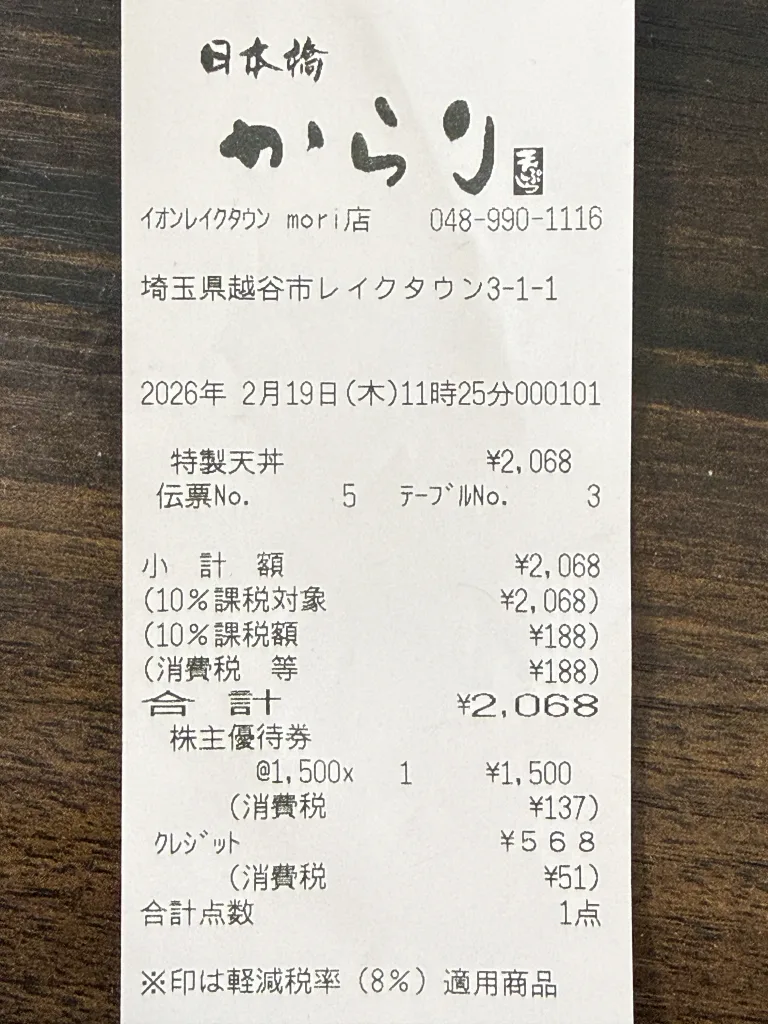 日本橋
からり 天ぷら
ｲｵﾝﾚｲｸﾀｳﾝ mori店 048-990-1116
埼玉県越谷市レイクタウン3-1-1
2026年 2月19日(木)11時25分000101
特製天丼 ¥2,068
伝票No. 5 ﾃｰﾌﾞﾙNo. 3
小 計 額 ¥2,068
(10%課税対象 ¥2,068)
(10%課税額 ¥188)
(消費税 等 ¥188)
合 計 ¥2,068
株主優待券
@1,500x 1 ¥1,500
(消費税 ¥137)
ｸﾚｼﾞｯﾄ ¥568
(消費税 ¥51)
合計点数 1点
※印は軽減税率(8%)適用商品